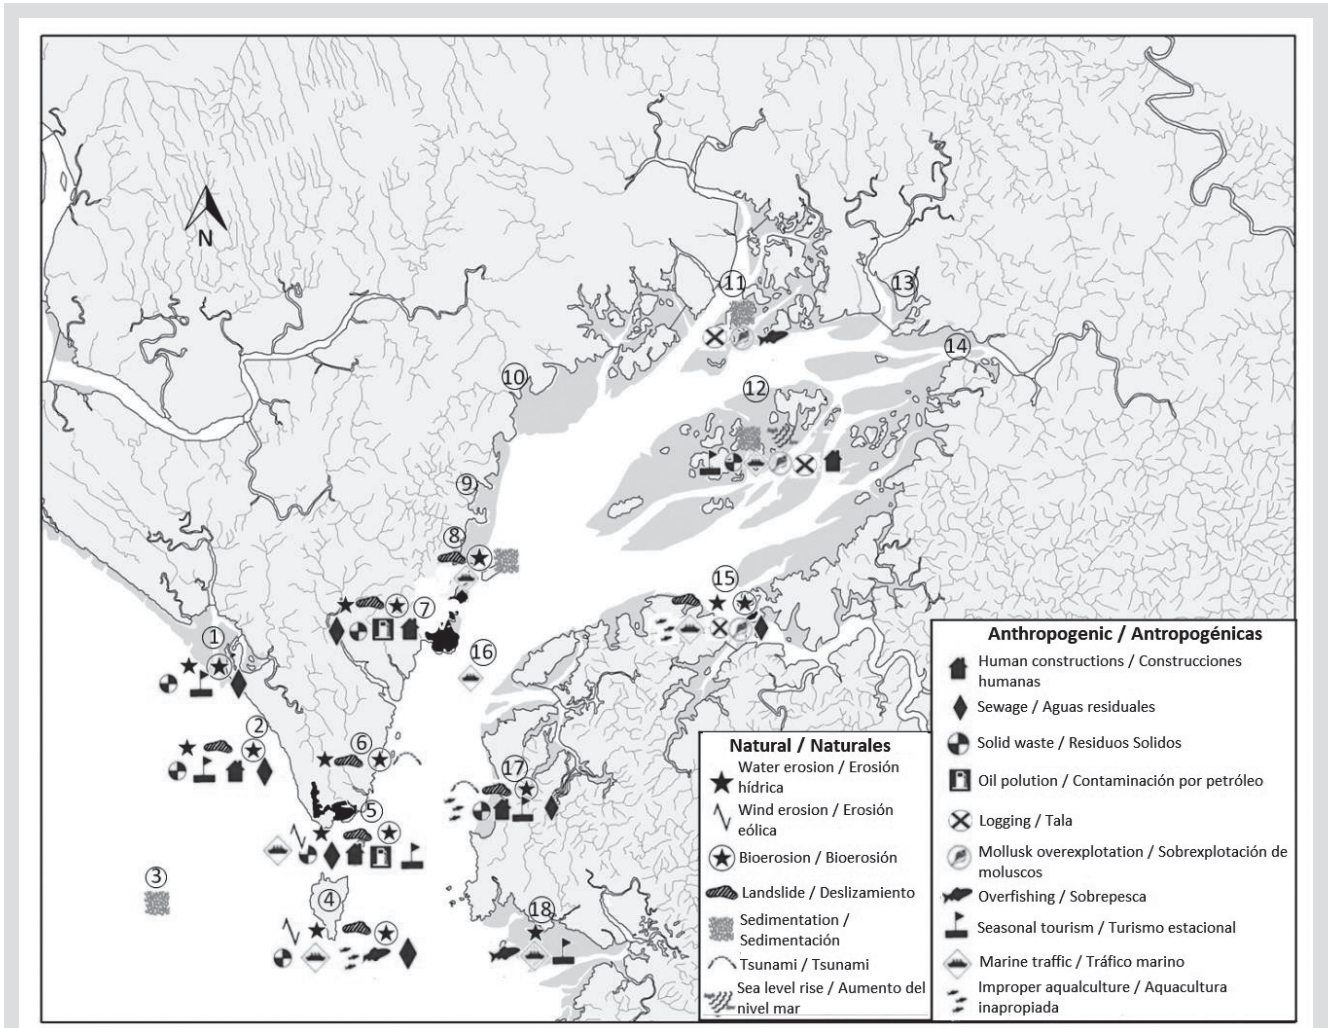 N
11
13
14
10
12
9
8
15
7
1
16
2
6
17
5
3
4
18
Natural / Naturales
Water erosion / Erosión
hídrica
Wind erosion / Erosión
eólica
Bioerosion / Bioerosión
Landslide / Deslizamiento
Sedimentation /
Sedimentación
Tsunami / Tsunami
Sea level rise / Aumento del
nivel mar
Anthropogenic / Antropogénicas
Human constructions / Construcciones
humanas
Sewage / Aguas residuales
Solid waste / Residuos Solidos
Oil polution / Contaminación por petróleo
Logging / Tala
Mollusk overexplotation / Sobrexplotación de
moluscos
Overfishing / Sobrepesca
Seasonal tourism / Turismo estacional
Marine traffic / Tráfico marino
Improper aqualculture / Aquacultura
inapropiada